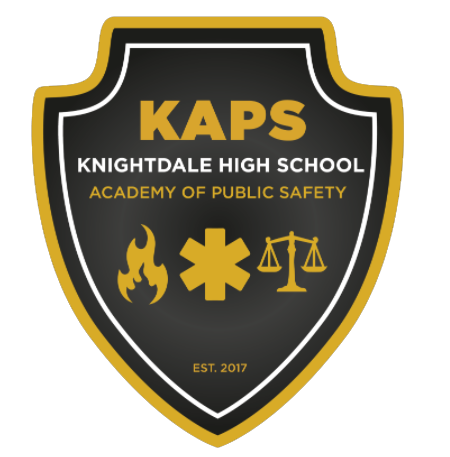 KAPS
KNIGHTDALE HIGH SCHOOL
ACADEMY OF PUBLIC SAFETY
EST. 2017